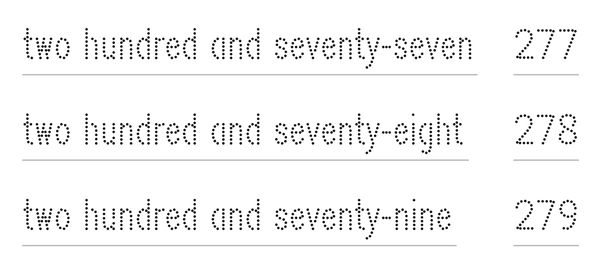 two hundred and seventy-seven 277
two hundred and seventy-eight 278
two hundred and seventy-nine 279